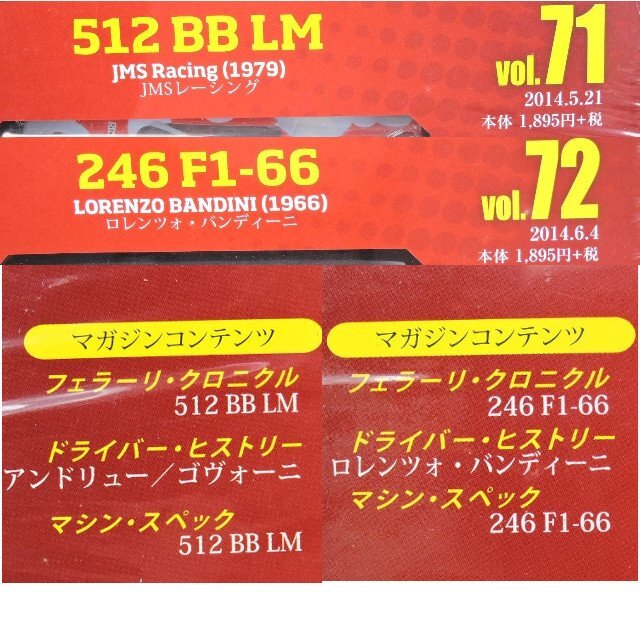 512 BB LM
JMS Racing (1979)
JMSレーシング
vol.71
2014.5.21
本体 1,895円+税
246 F1-66
LORENZO BANDINI (1966)
ロレンツォ・バンディーニ
vol.72
2014.6.4
本体 1,895円+税
マガジンコンテンツ
フェラーリ・クロニクル
512 BB LM
ドライバー・ヒストリー
アンドリュー／ゴヴォーニ
マシン・スペック
512 BB LM
マガジンコンテンツ
フェラーリ・クロニクル
246 F1-66
ドライバー・ヒストリー
ロレンツォ・バンディーニ
マシン・スペック
246 F1-66